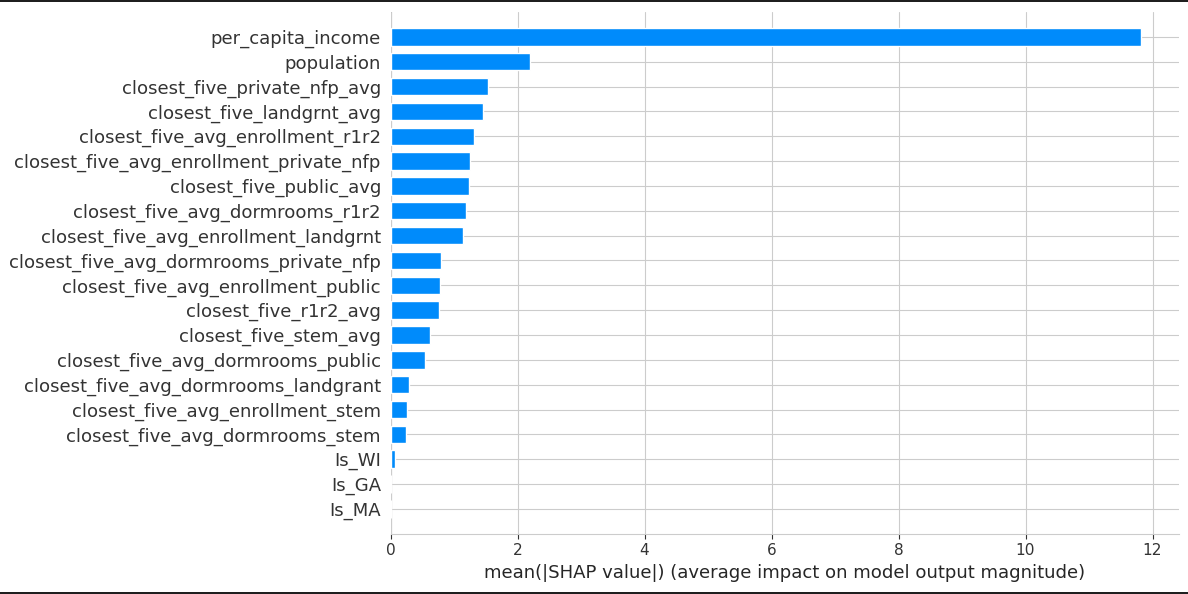 per_capita_income
population
closest_five_private_nfp_avg
closest_five_landgrnt_avg
closest_five_avg_enrollment_r1r2
closest_five_avg_enrollment_private_nfp
closest_five_public_avg
closest_five_avg_dormrooms_r1r2
closest_five_avg_enrollment_landgrnt
closest_five_avg_dormrooms_private_nfp
closest_five_avg_enrollment_public
closest_five_r1r2_avg
closest_five_stem_avg
closest_five_avg_dormrooms_public
closest_five_avg_dormrooms_landgrant
closest_five_avg_enrollment_stem
closest_five_avg_dormrooms_stem
Is_WI
Is_GA
Is_MA
0 2 4 6 8 10 12
mean(|SHAP value|) (average impact on model output magnitude)